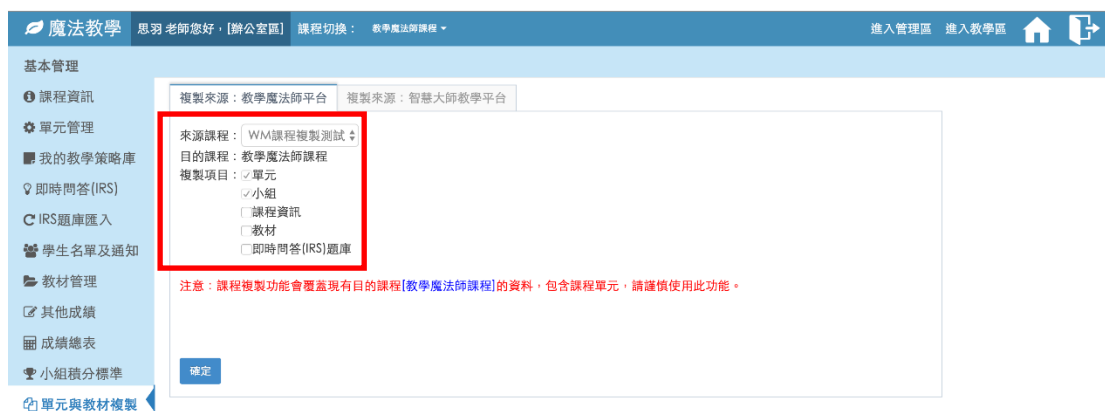 魔法教學 思羽 老師您好，[辦公室區] 課程切換： 教學魔法師課程 進入管理區 進入教學區
基本管理
課程資訊
單元管理
我的教學策略庫
即時問答(IRS)
IRS題庫匯入
學生名單及通知
教材管理
其他成績
成績總表
小組積分標準
單元與教材複製
複製來源：教學魔法師平台 複製來源：智慧大師教學平台
來源課程： WM課程複製測試
目的課程：教學魔法師課程
複製項目：單元
小組
課程資訊
教材
即時問答(IRS)題庫
注意：課程複製功能會覆蓋現有目的課程[教學魔法師課程]的資料，包含課程單元，請謹慎使用此功能。
確定